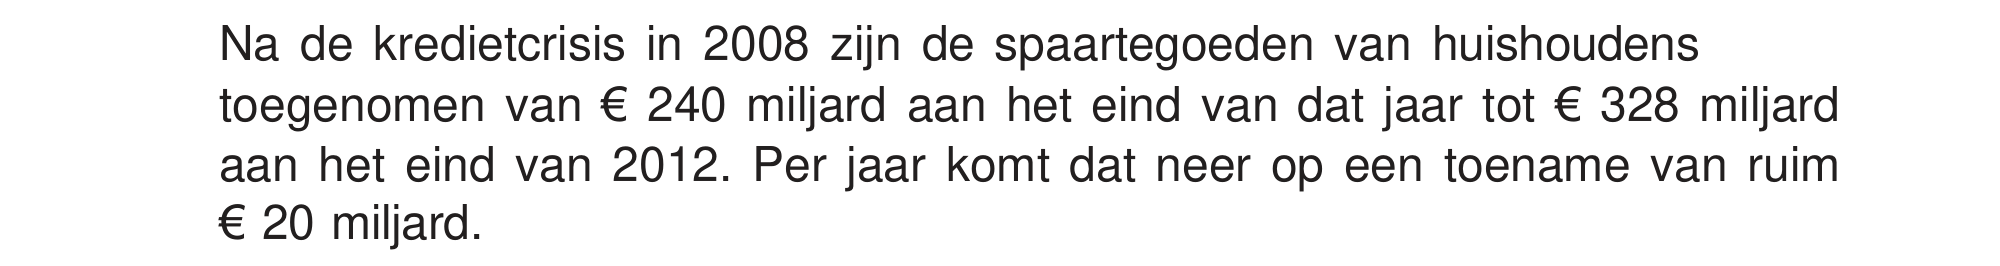 Na de kredietcrisis in 2008 zijn de spaartegoeden van huishoudens
toegenomen van € 240 miljard aan het eind van dat jaar tot € 328 miljard
aan het eind van 2012. Per jaar komt dat neer op een toename van ruim
€ 20 miljard.